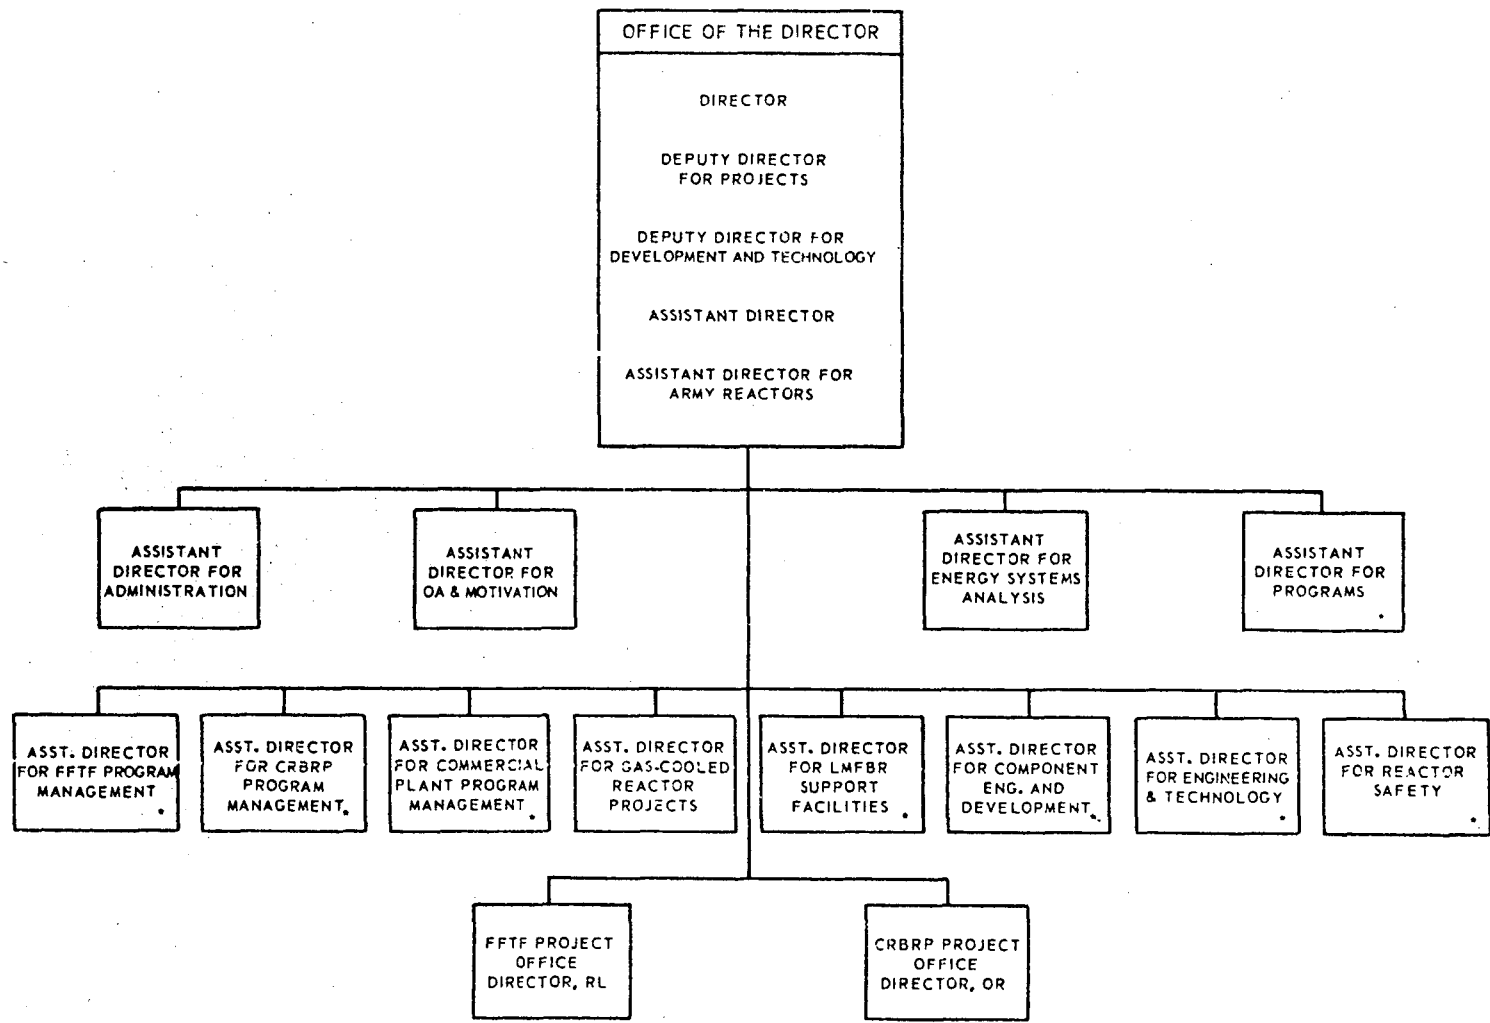 OFFICE OF THE DIRECTOR
DIRECTOR
DEPUTY DIRECTOR
FOR PROJECTS
DEPUTY DIRECTOR FOR
DEVELOPMENT AND TECHNOLOGY
ASSISTANT DIRECTOR
ASSISTANT DIRECTOR FOR
ARMY REACTORS
ASSISTANT
DIRECTOR FOR
ADMINISTRATION
ASSISTANT
DIRECTOR FOR
OA & MOTIVATION
ASSISTANT
DIRECTOR FOR
ENERGY SYSTEMS
ANALYSIS
ASSISTANT
DIRECTOR FOR
PROGRAMS
*
ASST. DIRECTOR
FOR FFTF PROGRAM
MANAGEMENT
*
ASST. DIRECTOR
FOR CRBRP
PROGRAM
MANAGEMENT*
ASST. DIRECTOR
FOR COMMERCIAL
PLANT PROGRAM
MANAGEMENT
*
ASST. DIRECTOR
FOR GAS-COOLED
REACTOR
PROJECTS
ASST. DIRECTOR
FOR LMFBR
SUPPORT
FACILITIES
*
ASST. DIRECTOR
FOR COMPONENT
ENG. AND
DEVELOPMENT
*
ASST. DIRECTOR
FOR ENGINEERING
& TECHNOLOGY
*
ASST. DIRECTOR
FOR REACTOR
SAFETY
*
FFTF PROJECT
OFFICE
DIRECTOR, RL
CRBRP PROJECT
OFFICE
DIRECTOR, OR